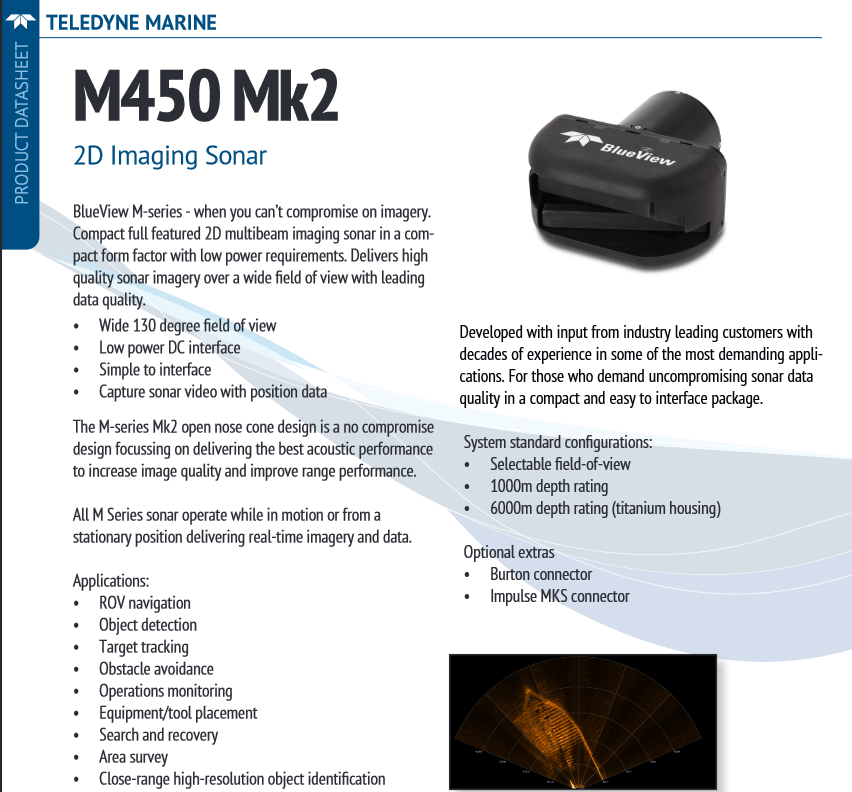 TELEDYNE MARINE
PRODUCT DATASHEET
M450 Mk2
2D Imaging Sonar
BlueView
BlueView M-series - when you can't compromise on imagery.
Compact full featured 2D multibeam imaging sonar in a com-
pact form factor with low power requirements. Delivers high
quality sonar imagery over a wide field of view with leading
data quality.
• Wide 130 degree field of view
• Low power DC interface
• Simple to interface
• Capture sonar video with position data
The M-series Mk2 open nose cone design is a no compromise
design focussing on delivering the best acoustic performance
to increase image quality and improve range performance.
All M Series sonar operate while in motion or from a
stationary position delivering real-time imagery and data.
Applications:
• ROV navigation
• Object detection
• Target tracking
• Obstacle avoidance
• Operations monitoring
• Equipment/tool placement
• Search and recovery
• Area survey
• Close-range high-resolution object identification
Developed with input from industry leading customers with
decades of experience in some of the most demanding appli-
cations. For those who demand uncompromising sonar data
quality in a compact and easy to interface package.
System standard configurations:
• Selectable field-of-view
• 1000m depth rating
• 6000m depth rating (titanium housing)
Optional extras
• Burton connector
• Impulse MKS connector